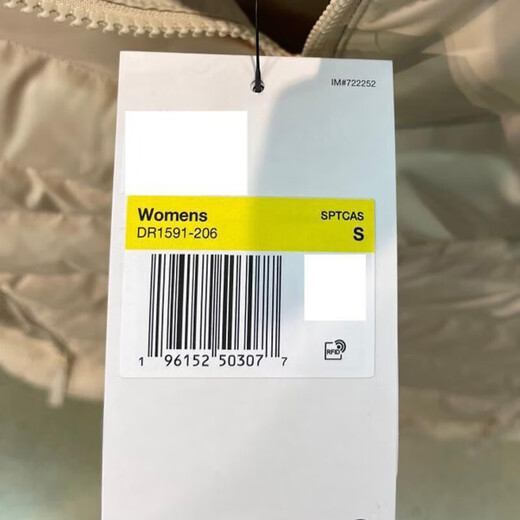 IM#722252
Womens SPTCAS
DR1591-206 S
1 96152 50307 7
RFID